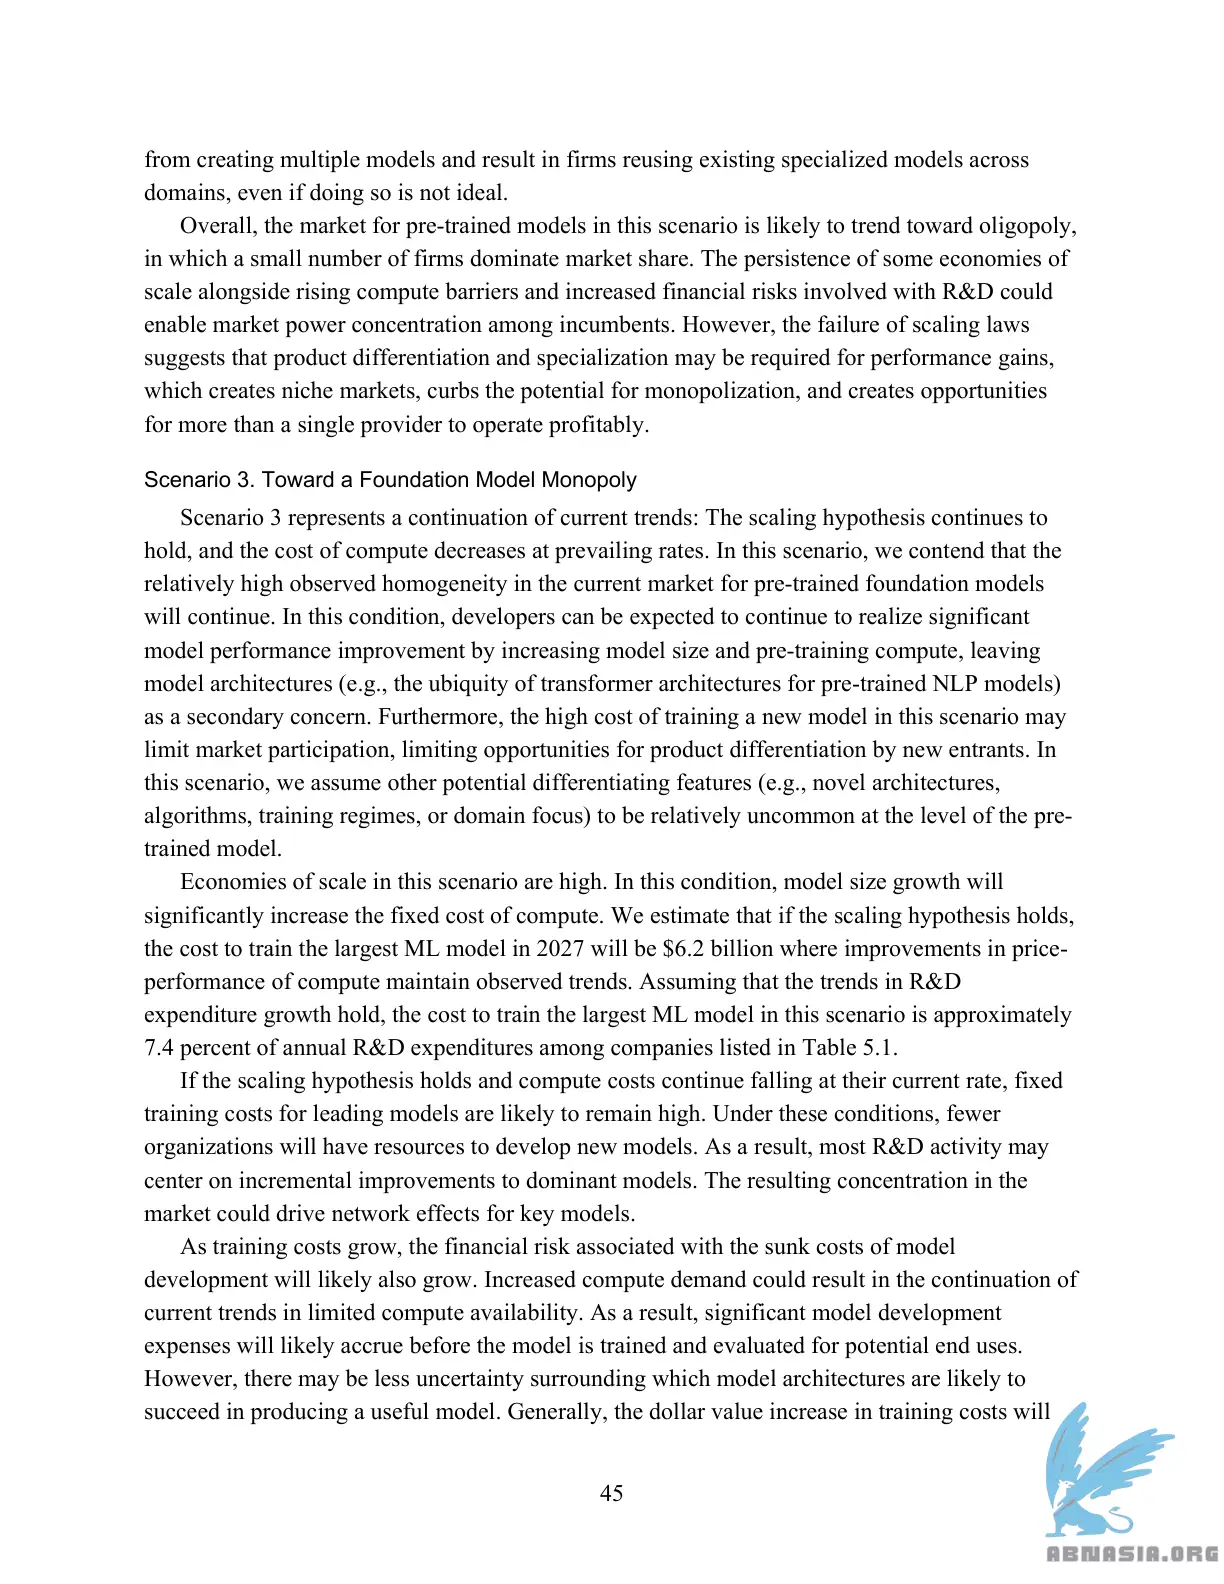 from creating multiple models and result in firms reusing existing specialized models across
domains, even if doing so is not ideal.
Overall, the market for pre-trained models in this scenario is likely to trend toward oligopoly,
in which a small number of firms dominate market share. The persistence of some economies of
scale alongside rising compute barriers and increased financial risks involved with R&D could
enable market power concentration among incumbents. However, the failure of scaling laws
suggests that product differentiation and specialization may be required for performance gains,
which creates niche markets, curbs the potential for monopolization, and creates opportunities
for more than a single provider to operate profitably.
Scenario 3. Toward a Foundation Model Monopoly
Scenario 3 represents a continuation of current trends: The scaling hypothesis continues to
hold, and the cost of compute decreases at prevailing rates. In this scenario, we contend that the
relatively high observed homogeneity in the current market for pre-trained foundation models
will continue. In this condition, developers can be expected to continue to realize significant
model performance improvement by increasing model size and pre-training compute, leaving
model architectures (e.g., the ubiquity of transformer architectures for pre-trained NLP models)
as a secondary concern. Furthermore, the high cost of training a new model in this scenario may
limit market participation, limiting opportunities for product differentiation by new entrants. In
this scenario, we assume other potential differentiating features (e.g., novel architectures,
algorithms, training regimes, or domain focus) to be relatively uncommon at the level of the pre-
trained model.
Economies of scale in this scenario are high. In this condition, model size growth will
significantly increase the fixed cost of compute. We estimate that if the scaling hypothesis holds,
the cost to train the largest ML model in 2027 will be $6.2 billion where improvements in price-
performance of compute maintain observed trends. Assuming that the trends in R&D
expenditure growth hold, the cost to train the largest ML model in this scenario is approximately
7.4 percent of annual R&D expenditures among companies listed in Table 5.1.
If the scaling hypothesis holds and compute costs continue falling at their current rate, fixed
training costs for leading models are likely to remain high. Under these conditions, fewer
organizations will have resources to develop new models. As a result, most R&D activity may
center on incremental improvements to dominant models. The resulting concentration in the
market could drive network effects for key models.
As training costs grow, the financial risk associated with the sunk costs of model
development will likely also grow. Increased compute demand could result in the continuation of
current trends in limited compute availability. As a result, significant model development
expenses will likely accrue before the model is trained and evaluated for potential end uses.
However, there may be less uncertainty surrounding which model architectures are likely to
succeed in producing a useful model. Generally, the dollar value increase in training costs will
45
ABNASIA.ORG